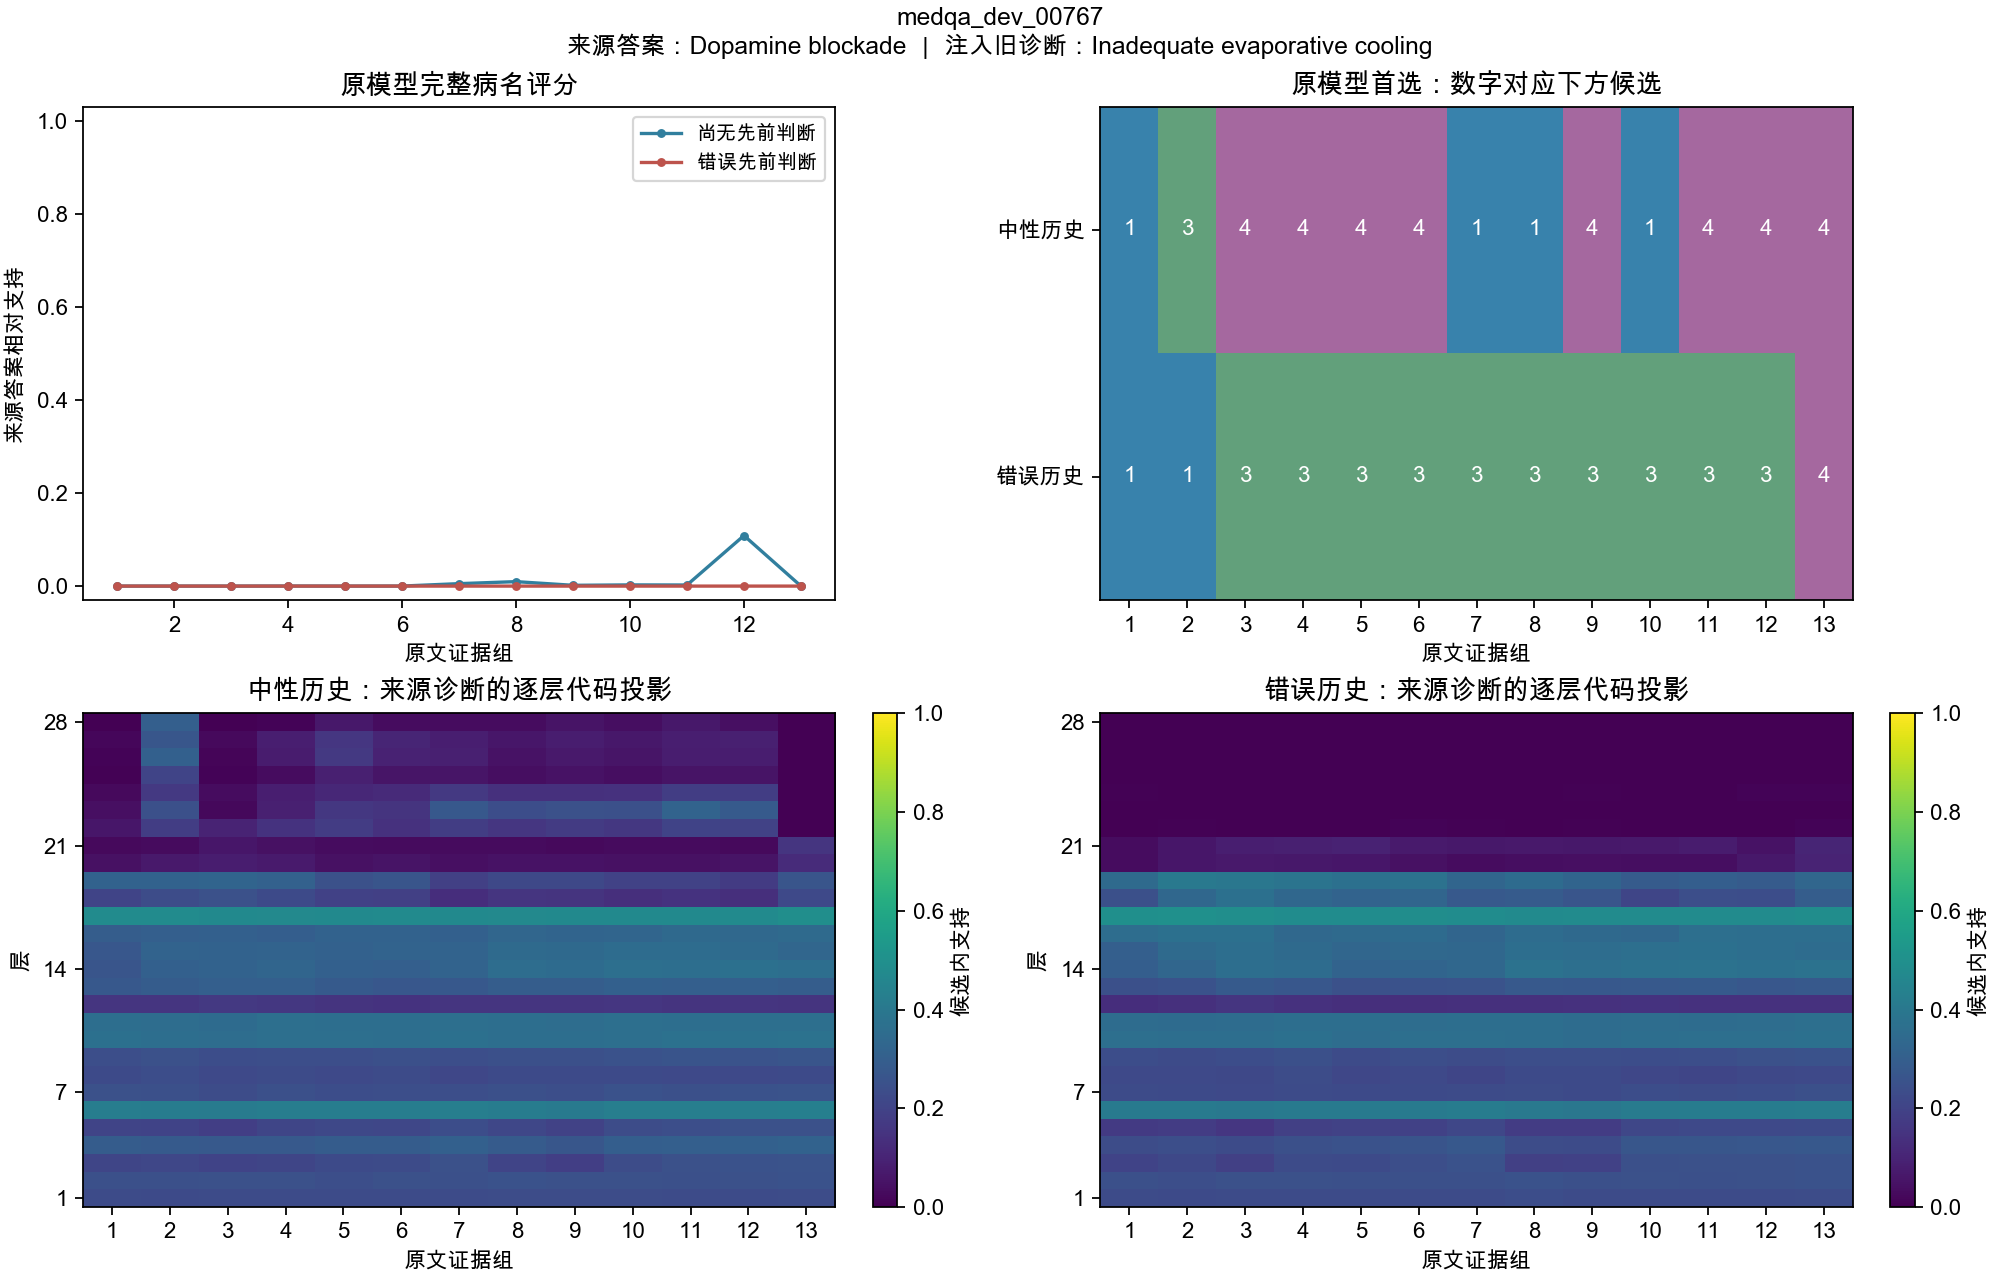 medqa_dev_00767
来源答案：Dopamine blockade | 注入旧诊断：Inadequate evaporative cooling
原模型完整病名评分
1.0
0.8
0.6
0.4
0.2
0.0
来源答案相对支持
尚无先前判断
错误先前判断
2 4 6 8 10 12
原文证据组
原模型首选：数字对应下方候选
中性历史
1 3 4 4 4 4 1 1 4 1 4 4 4
错误历史
1 1 3 3 3 3 3 3 3 3 3 3 4
1 2 3 4 5 6 7 8 9 10 11 12 13
原文证据组
中性历史：来源诊断的逐层代码投影
28
21
14
7
1
层
1 2 3 4 5 6 7 8 9 10 11 12 13
原文证据组
1.0
0.8
0.6
0.4
0.2
0.0
候选内支持
错误历史：来源诊断的逐层代码投影
28
21
14
7
1
层
1 2 3 4 5 6 7 8 9 10 11 12 13
原文证据组
1.0
0.8
0.6
0.4
0.2
0.0
候选内支持